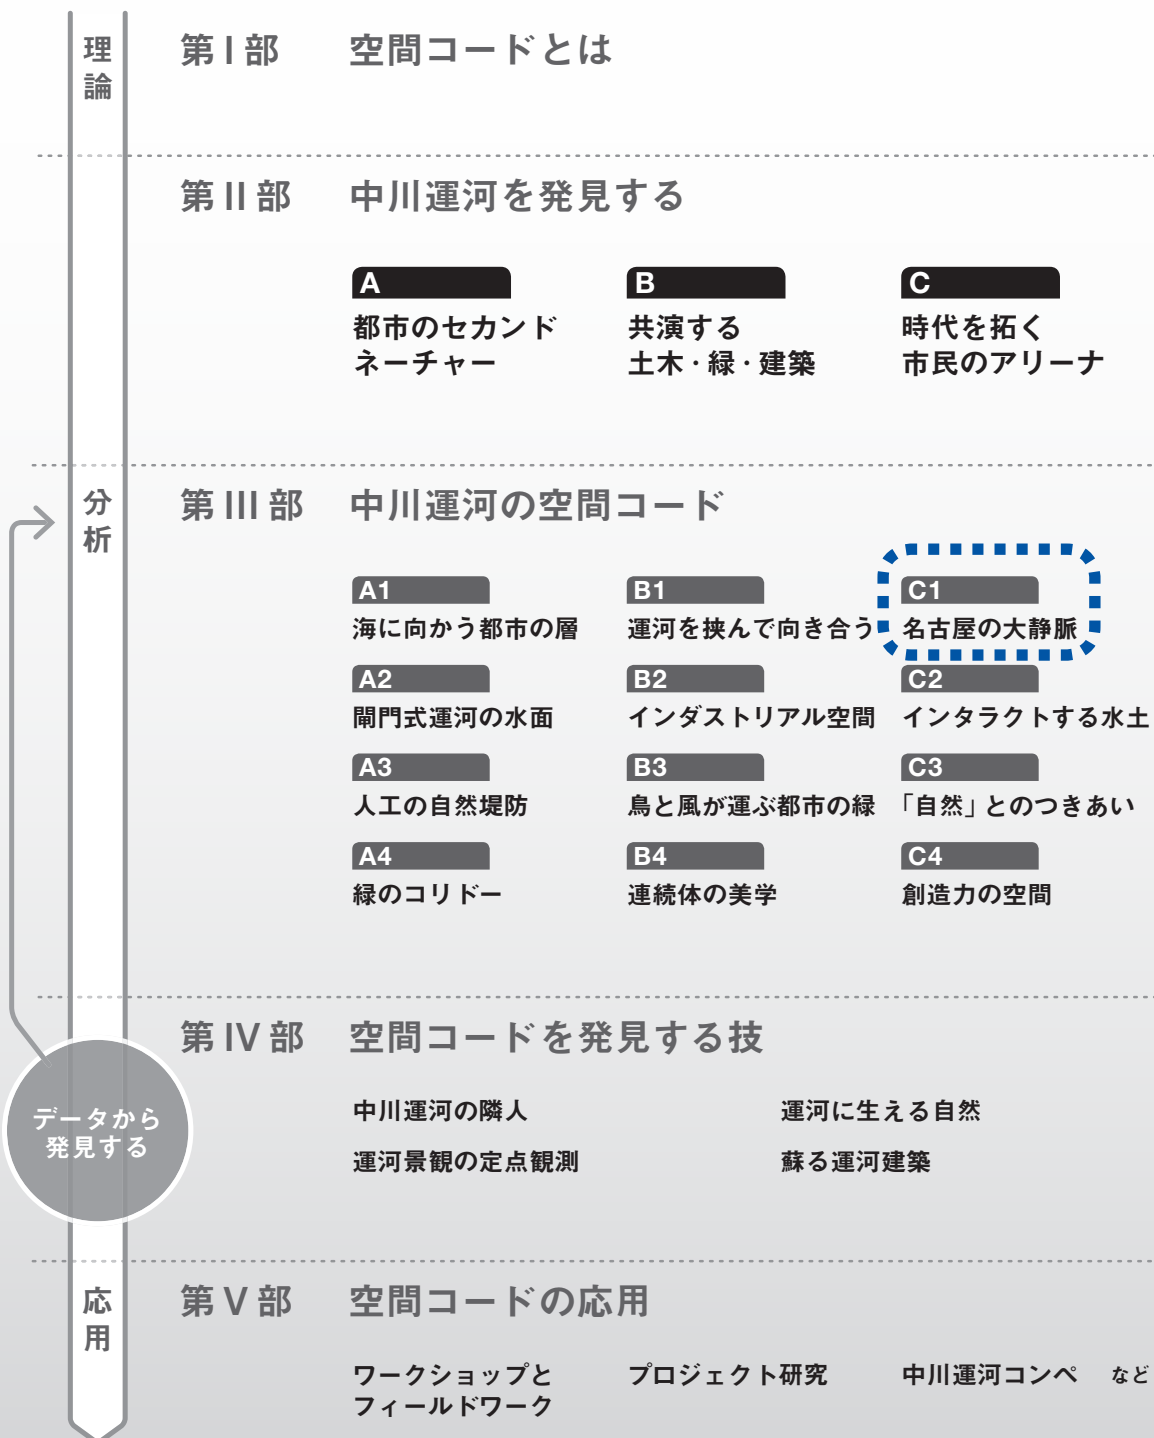 理論
第Ⅰ部 空間コードとは
第Ⅱ部 中川運河を発見する
A
都市のセカンド
ネーチャー
B
共演する
土木・緑・建築
C
時代を拓く
市民のアリーナ
分析
第Ⅲ部 中川運河の空間コード
A1
海に向かう都市の層
B1
運河を挟んで向き合う
C1
名古屋の大静脈
A2
閘門式運河の水面
B2
インダストリアル空間
C2
インタラクトする水土
A3
人工の自然堤防
B3
鳥と風が運ぶ都市の緑
C3
「自然」とのつきあい
A4
緑のコリドー
B4
連続体の美学
C4
創造力の空間
第Ⅳ部 空間コードを発見する技
データから
発見する
中川運河の隣人
運河に生える自然
運河景観の定点観測
蘇る運河建築
応用
第Ⅴ部 空間コードの応用
ワークショップと
フィールドワーク
プロジェクト研究
中川運河コンペ など